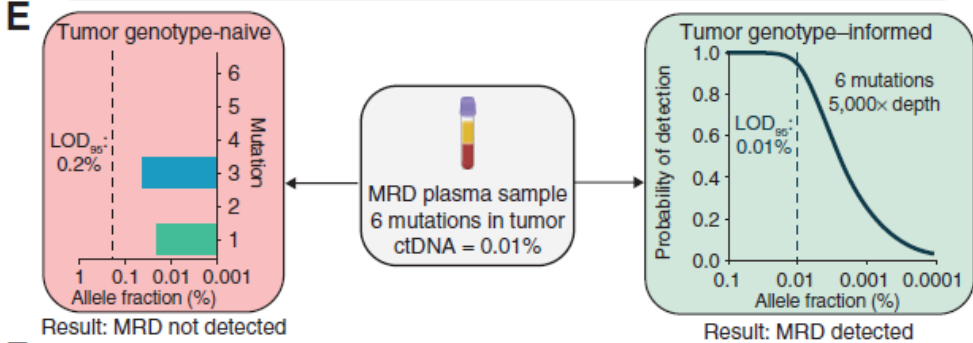 E
Tumor genotype-naive
LOD95:
0.2%
6
5
4
3
2
1
Mutation
1 0.1 0.01 0.001
Allele fraction (%)
Result: MRD not detected
MRD plasma sample
6 mutations in tumor
ctDNA = 0.01%
Tumor genotype–informed
Probability of detection
1.0
0.8
0.6
0.4
0.2
0.0
6 mutations
5,000× depth
LOD95:
0.01%
0.1 0.01 0.001 0.0001
Allele fraction (%)
Result: MRD detected